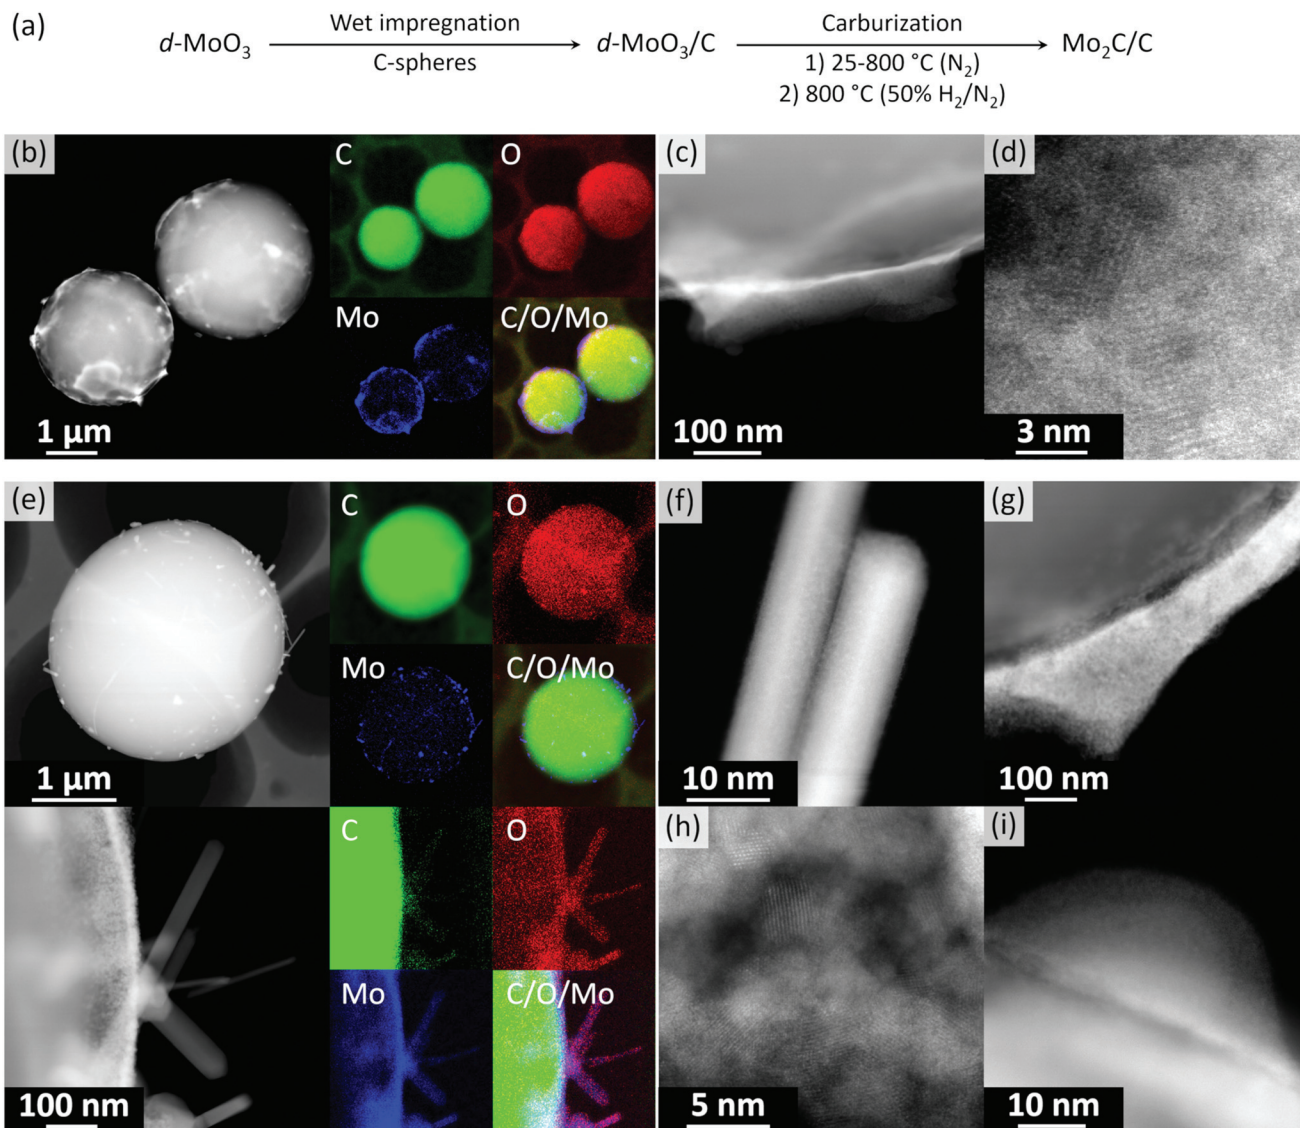 (a)
Wet impregnation
Carburization
d-MoO₃
d-MoO₃/C
Mo₂C/C
C-spheres
1) 25-800 °C (N₂)
2) 800 °C (50% H₂/N₂)
(b)
C
O
(c)
(d)
Mo
C/O/Mo
1 μm
100 nm
3 nm
(e)
C
O
(f)
(g)
Mo
C/O/Mo
1 μm
10 nm
100 nm
C
O
(h)
(i)
Mo
C/O/Mo
100 nm
5 nm
10 nm